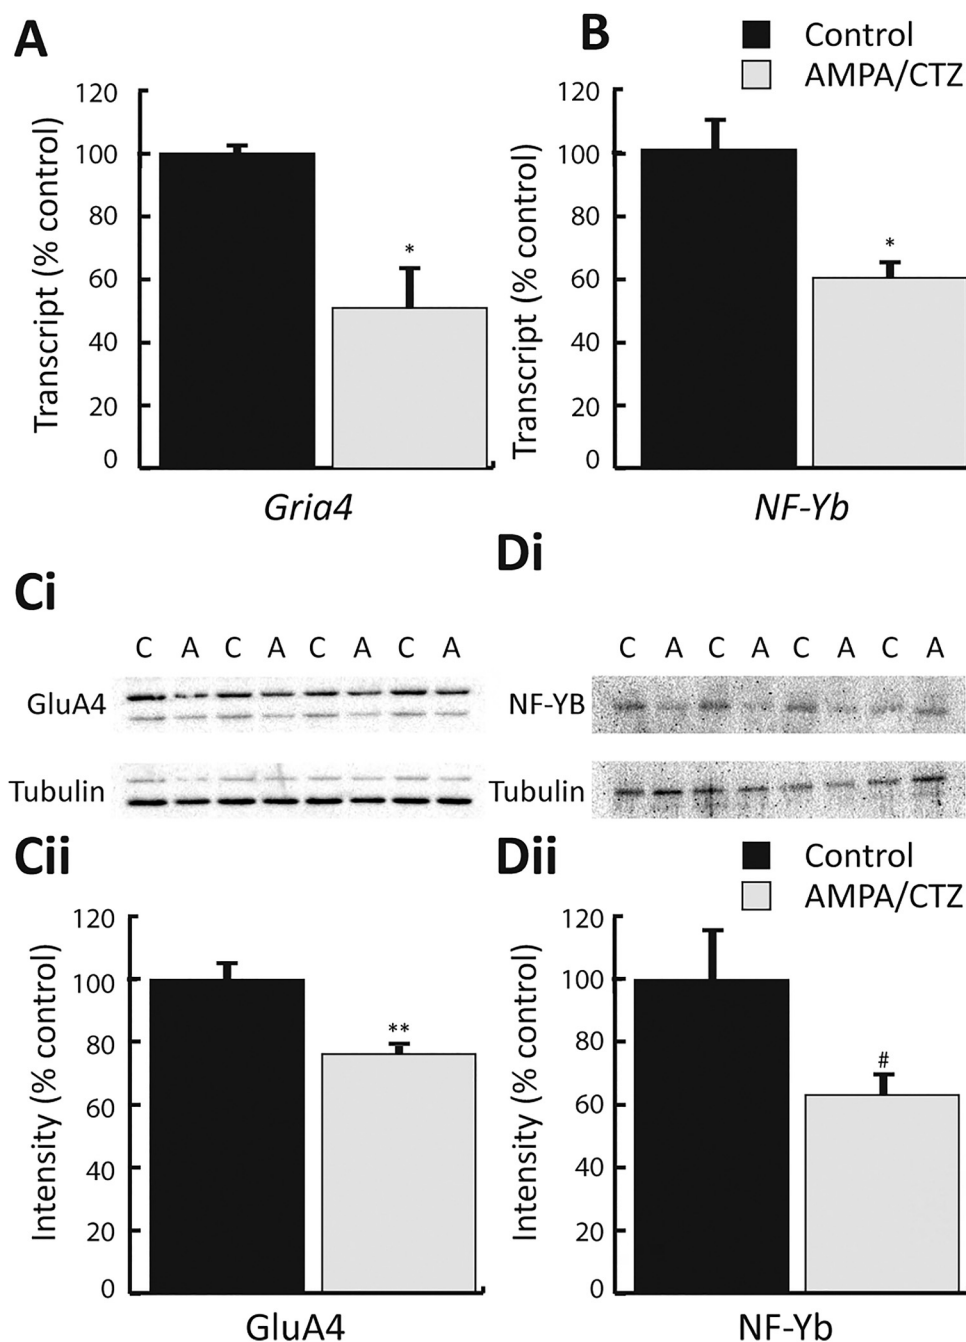 A
B
Control
AMPA/CTZ
Transcript (% control)
120
100
80
60
40
20
0
*
Gria4
Transcript (% control)
120
100
80
60
40
20
0
*
NF-Yb
Ci
C A C A C A C A
GluA4
Tubulin
Di
C A C A C A C A
NF-YB
Tubulin
Cii
Intensity (% control)
120
100
80
60
40
20
0
**
GluA4
Dii
Control
AMPA/CTZ
Intensity (% control)
120
100
80
60
40
20
0
#
NF-Yb